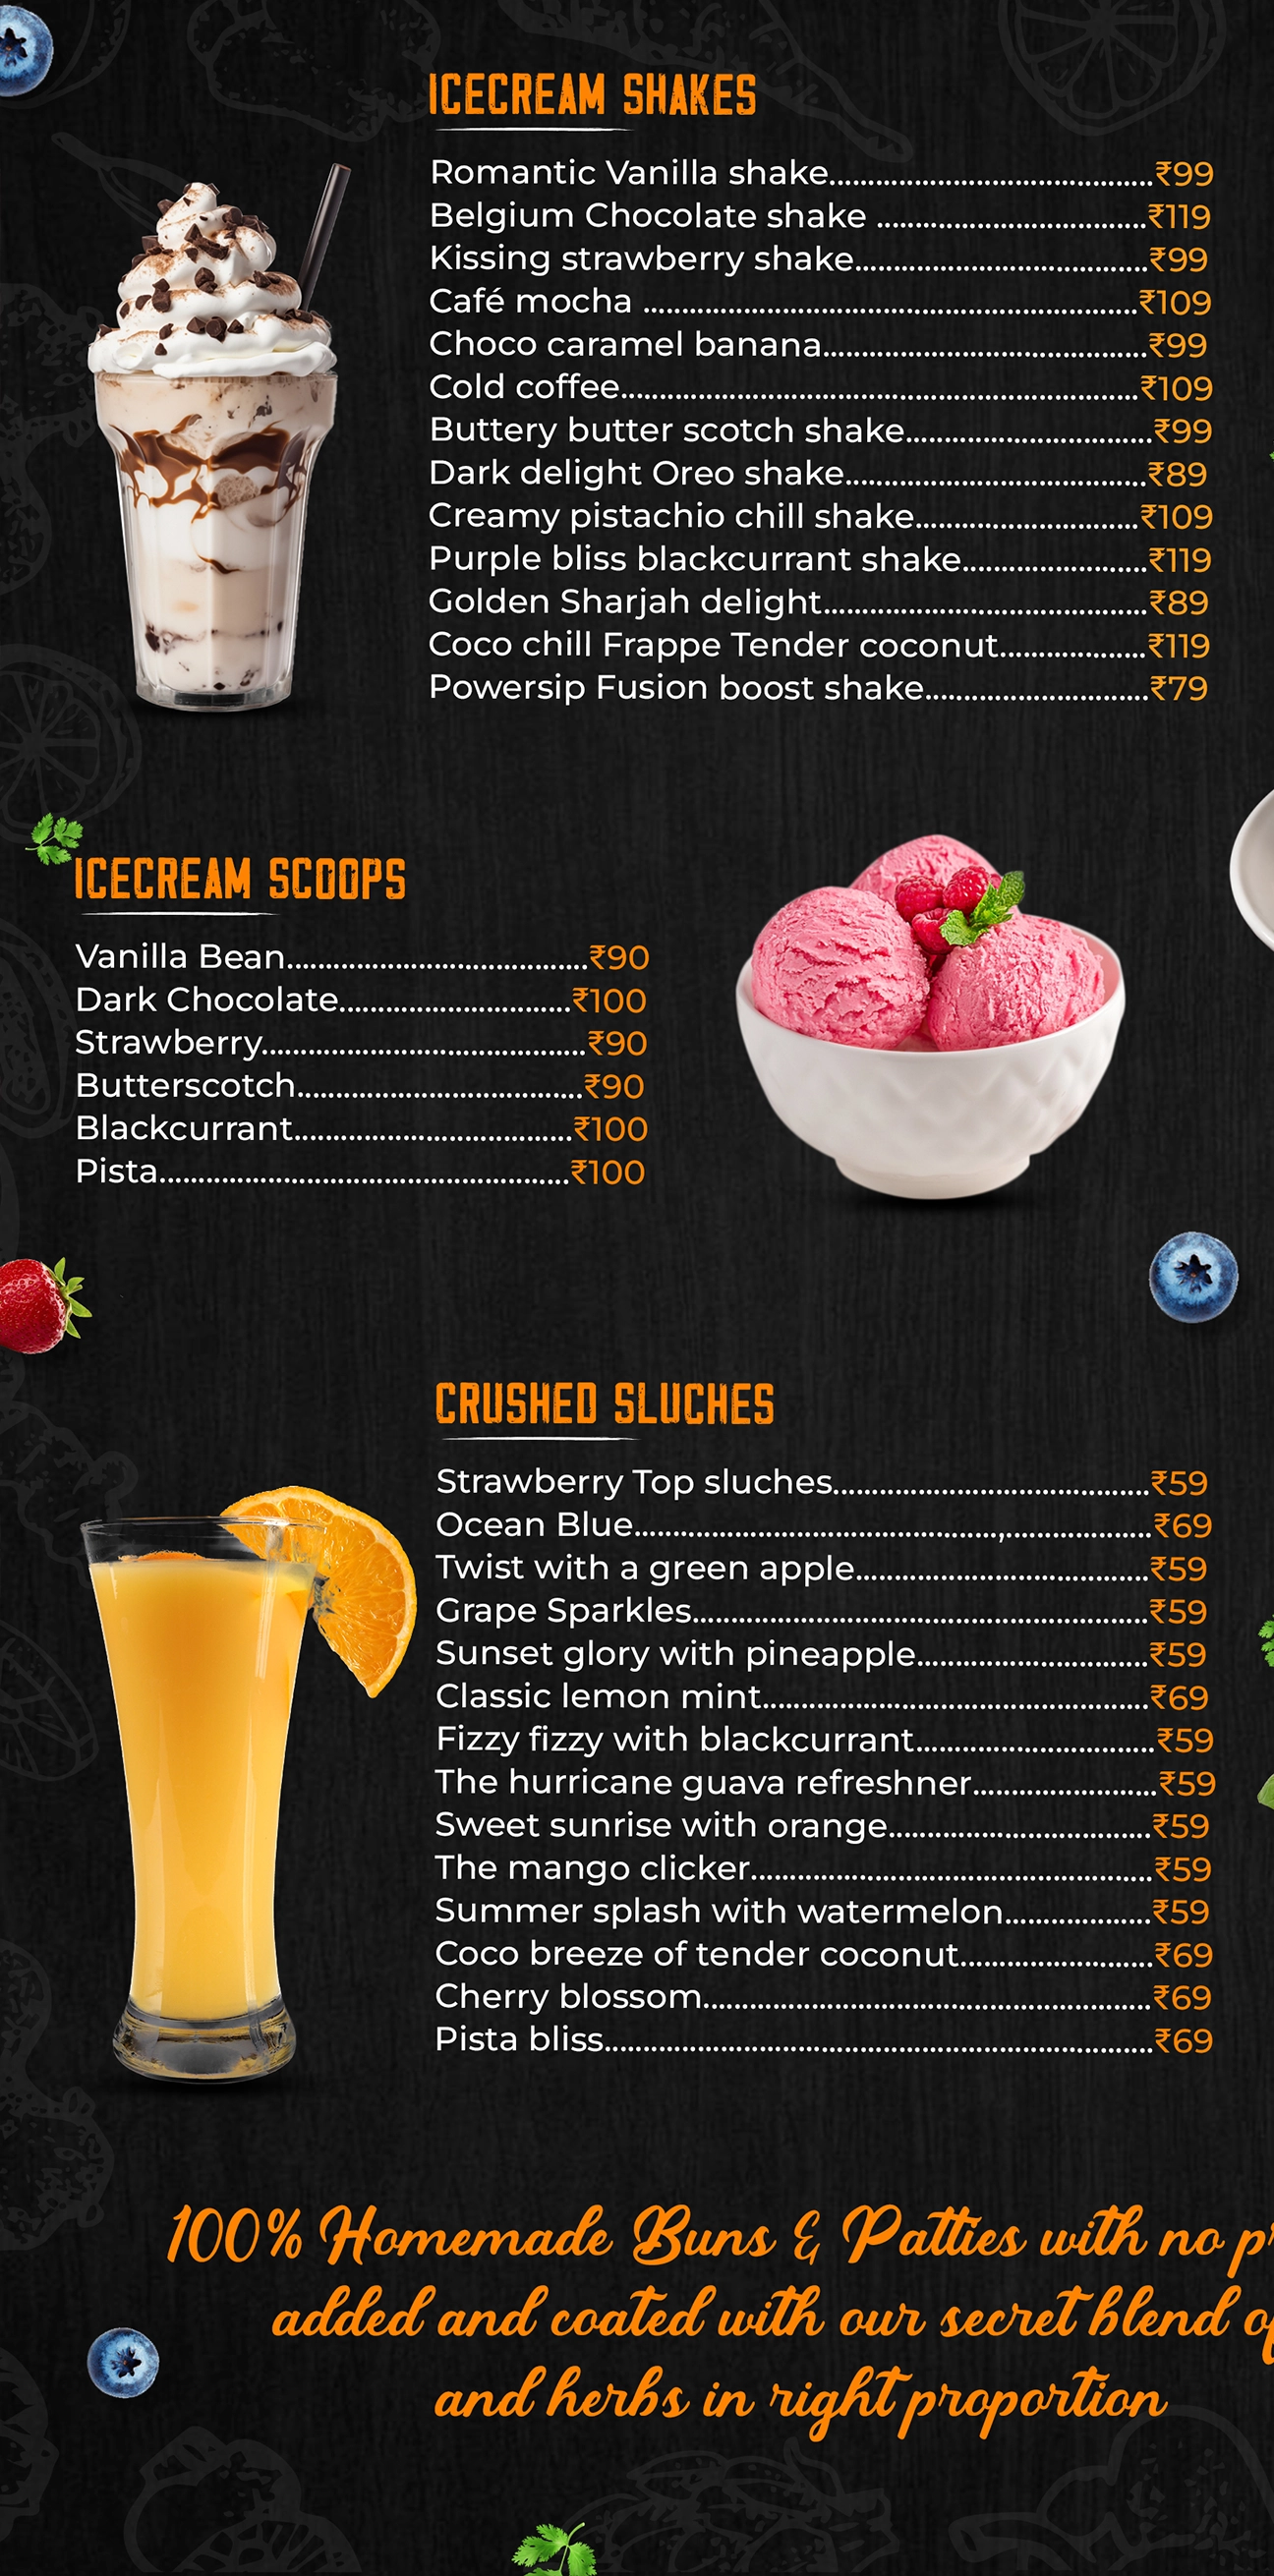 ICECREAM SHAKES
Romantic Vanilla shake..........................................₹99
Belgium Chocolate shake ...................................₹119
Kissing strawberry shake......................................₹99
Café mocha ................................................................₹109
Choco caramel banana..........................................₹99
Cold coffee...................................................................₹109
Buttery butter scotch shake................................₹99
Dark delight Oreo shake.......................................₹89
Creamy pistachio chill shake.............................₹109
Purple bliss blackcurrant shake........................₹119
Golden Sharjah delight..........................................₹89
Coco chill Frappe Tender coconut...................₹119
Powersip Fusion boost shake.............................₹79
ICECREAM SCOOPS
Vanilla Bean.......................................₹90
Dark Chocolate..............................₹100
Strawberry..........................................₹90
Butterscotch.....................................₹90
Blackcurrant....................................₹100
Pista.....................................................₹100
CRUSHED SLUCHES
Strawberry Top sluches.........................................₹59
Ocean Blue...............................................,...................₹69
Twist with a green apple......................................₹59
Grape Sparkles...........................................................₹59
Sunset glory with pineapple..............................₹59
Classic lemon mint..................................................₹69
Fizzy fizzy with blackcurrant...............................₹59
The hurricane guava refreshner........................₹59
Sweet sunrise with orange..................................₹59
The mango clicker....................................................₹59
Summer splash with watermelon...................₹59
Coco breeze of tender coconut.........................₹69
Cherry blossom..........................................................₹69
Pista bliss.......................................................................₹69
100% Homemade Buns & Patties with no
added and coated with our secret blend
and herbs in right proportion